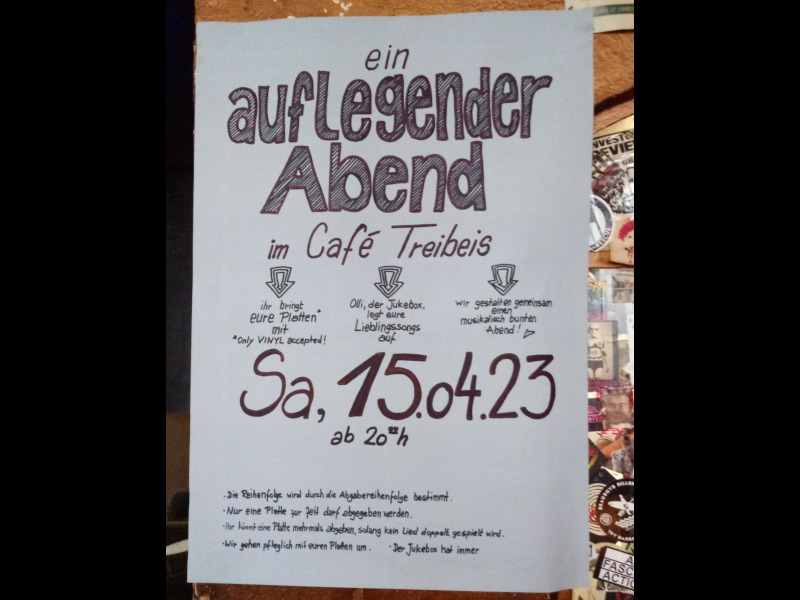 ein
auflegender
Abend
im Café Treibeis
ihr bringt
eure Platten*
mit
*Only VINYL accepted!
Olli, der Jukebox,
legt eure
Lieblingssongs
auf
wir gestalten gemeinsam
einen
musikalisch bunten
Abend!
Sa, 15.04.23
ab 20°°h
· Die Reihenfolge wird durch die Abgabereihenfolge bestimmt.
· Nur eine Platte zur Zeit darf abgegeben werden.
· Ihr könnt eine Platte mehrmals abgeben, solang kein Lied doppelt gespielt wird.
· Wir gehen pfleglich mit euren Platten um. · Der Jukebox hat immer